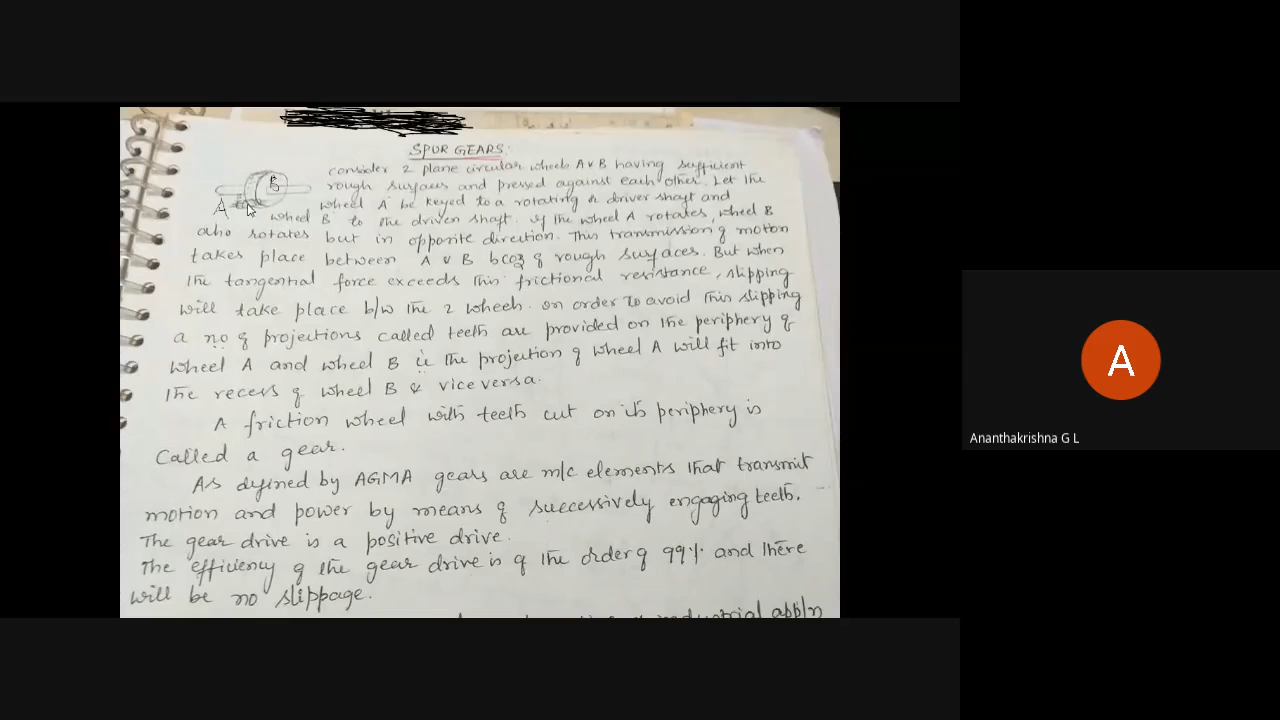 SPUR GEARS:
consider 2 plane circular wheels A & B having sufficient
rough surfaces and pressed against each other. Let the
wheel A be keyed to a rotating or driver shaft and
wheel B to the driven shaft. If the wheel A rotates, wheel B
also rotates but in opposite direction. This transmission of motion
takes place between A & B bcoz of rough surfaces. But when
the tangential force exceeds this frictional resistance, slipping
will take place b/w the 2 wheels. In order to avoid this slipping
a no of projections called teeth are provided on the periphery of
wheel A and wheel B ie the projection of wheel A will fit into
the recess of wheel B & vice versa.
A friction wheel with teeth cut on its periphery is
called a gear.
As defined by AGMA gears are m/c elements that transmit
motion and power by means of successively engaging teeth.
The gear drive is a positive drive.
The efficiency of the gear drive is of the order of 99% and there
will be no slippage.
industrial appln
B
A
A
Ananthakrishna G L